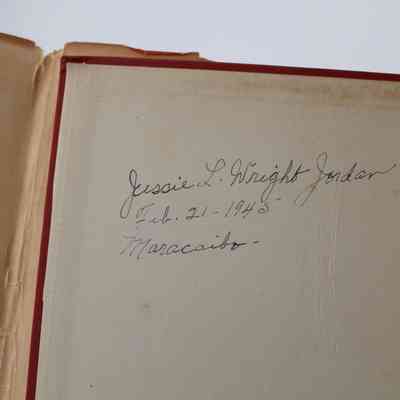 Jessie L. Wright Jordan
Feb. 21-1945
Maracaibo-